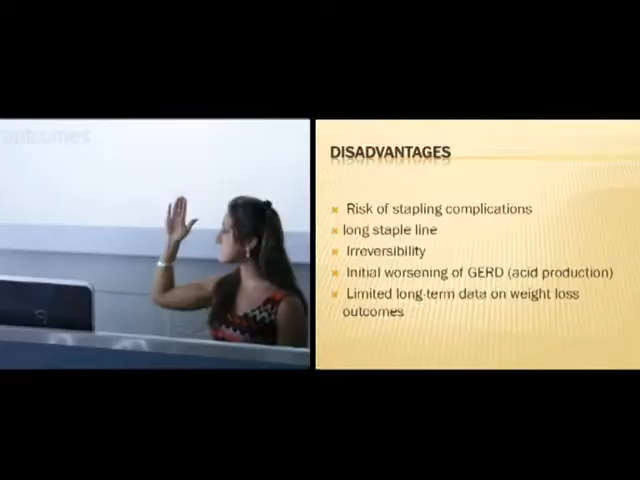 outcomes
DISADVANTAGES
Risk of stapling complications
long staple line
Irreversibility
Initial worsening of GERD (acid production)
Limited long-term data on weight loss
outcomes